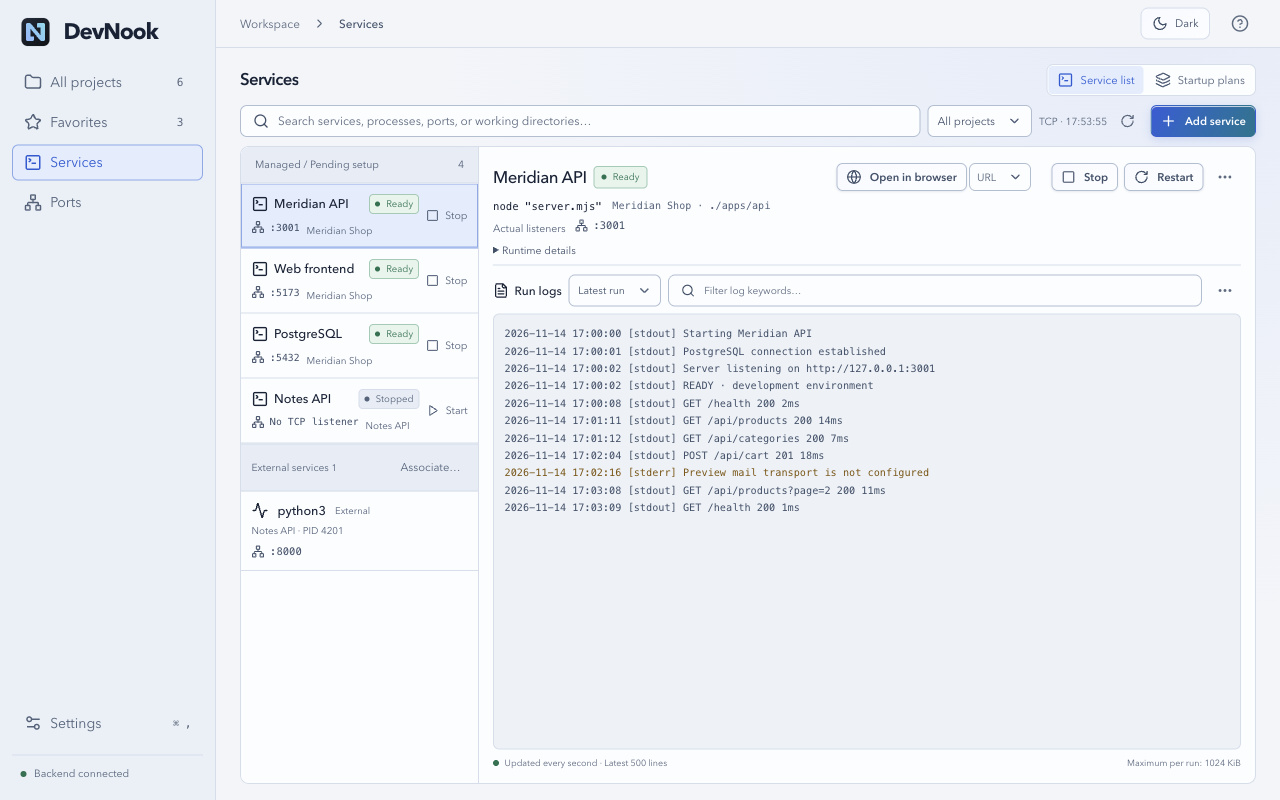 DevNook
All projects 6
Favorites 3
Services
Ports
Settings ⌘ ,
Backend connected
Workspace > Services
Dark
Services
Service list
Startup plans
Search services, processes, ports, or working directories…
All projects
TCP · 17:53:55
Add service
Managed / Pending setup 4
Meridian API Ready Stop
:3001 Meridian Shop
Web frontend Ready Stop
:5173 Meridian Shop
PostgreSQL Ready Stop
:5432 Meridian Shop
Notes API Stopped Start
No TCP listener Notes API
External services 1 Associate…
python3 External
Notes API · PID 4201
:8000
Meridian API Ready
Open in browser URL Stop Restart
node "server.mjs" Meridian Shop · ./apps/api
Actual listeners :3001
Runtime details
Run logs Latest run Filter log keywords…
2026-11-14 17:00:00 [stdout] Starting Meridian API
2026-11-14 17:00:01 [stdout] PostgreSQL connection established
2026-11-14 17:00:02 [stdout] Server listening on http://127.0.0.1:3001
2026-11-14 17:00:02 [stdout] READY · development environment
2026-11-14 17:00:08 [stdout] GET /health 200 2ms
2026-11-14 17:01:11 [stdout] GET /api/products 200 14ms
2026-11-14 17:01:12 [stdout] GET /api/categories 200 7ms
2026-11-14 17:02:04 [stdout] POST /api/cart 201 18ms
2026-11-14 17:02:16 [stderr] Preview mail transport is not configured
2026-11-14 17:03:08 [stdout] GET /api/products?page=2 200 11ms
2026-11-14 17:03:09 [stdout] GET /health 200 1ms
Updated every second · Latest 500 lines
Maximum per run: 1024 KiB